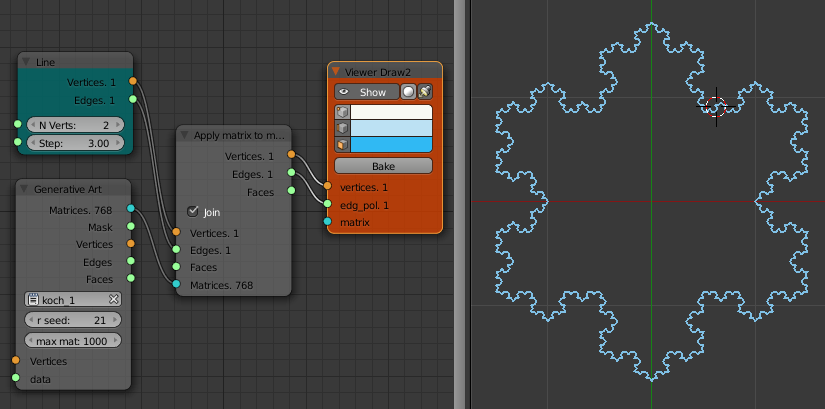 Line
Vertices. 1
Edges. 1
N Verts: 2
Step: 3.00
Generative Art
Matrices. 768
Mask
Vertices
Edges
Faces
koch_1
r seed: 21
max mat: 1000
Vertices
data
Apply matrix to m...
Vertices. 1
Edges. 1
Faces
Join
Vertices. 1
Edges. 1
Faces
Matrices. 768
Viewer Draw2
Show
Bake
vertices. 1
edg_pol. 1
matrix